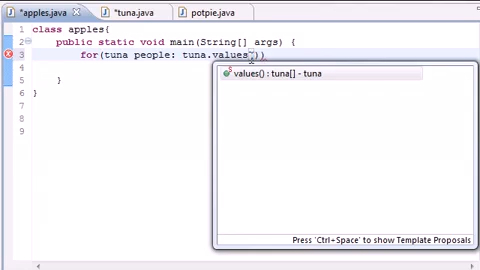 *apples.java *tuna.java potpie.java
1 class apples{
2 public static void main(String[] args) {
3 for(tuna people: tuna.values())
4
5 }
6 }
7
8
9
values() : tuna[] - tuna
Press 'Ctrl+Space' to show Template Proposals